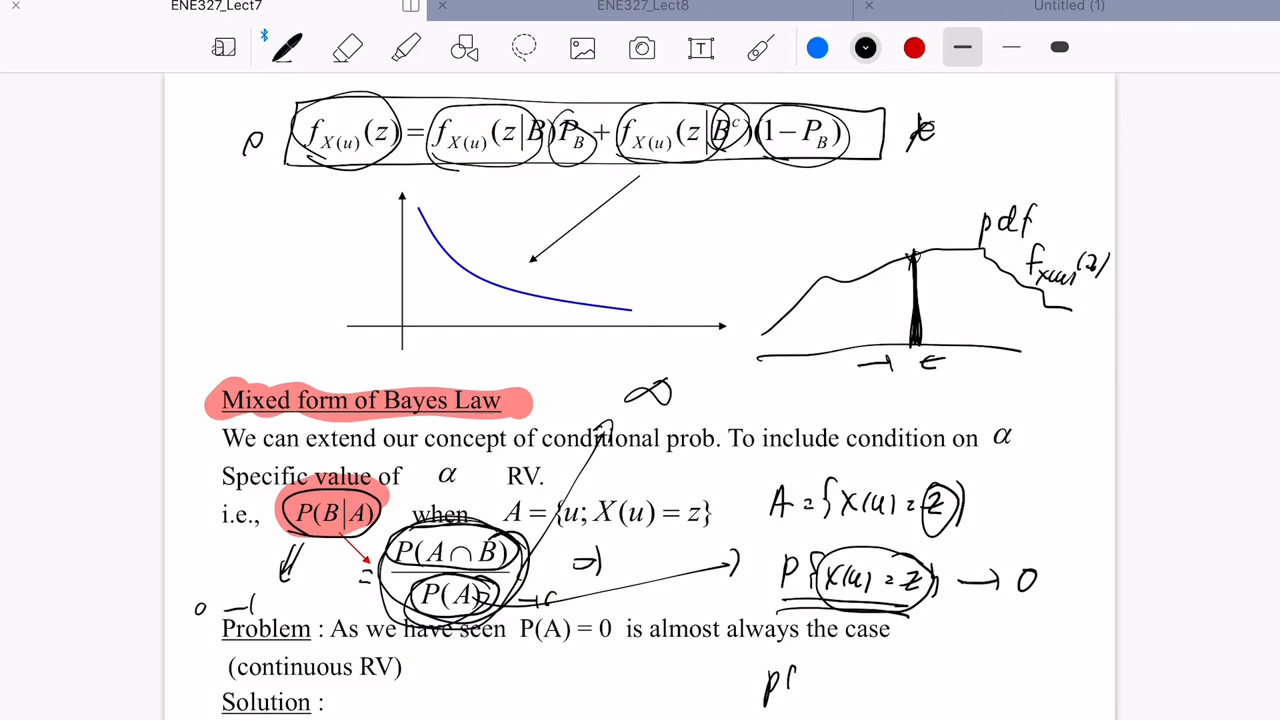 ENE327_Lect7 ENE327_Lect8 Untitled (1)
f_{X(u)}(z) = f_{X(u)}(z|B)P_B + f_{X(u)}(z|B^c)(1 − P_B)
pdf
f_{X(u)}(z)
Mixed form of Bayes Law
∞
We can extend our concept of conditional prob. To include condition on α
Specific value of α RV.
i.e., P(B|A) when A = {u; X(u) = z}
A = {X(u) = z}
= P(A∩B) / P(A)
P{X(u) = z} → 0
Problem : As we have seen P(A) = 0 is almost always the case
(continuous RV)
P(
Solution :